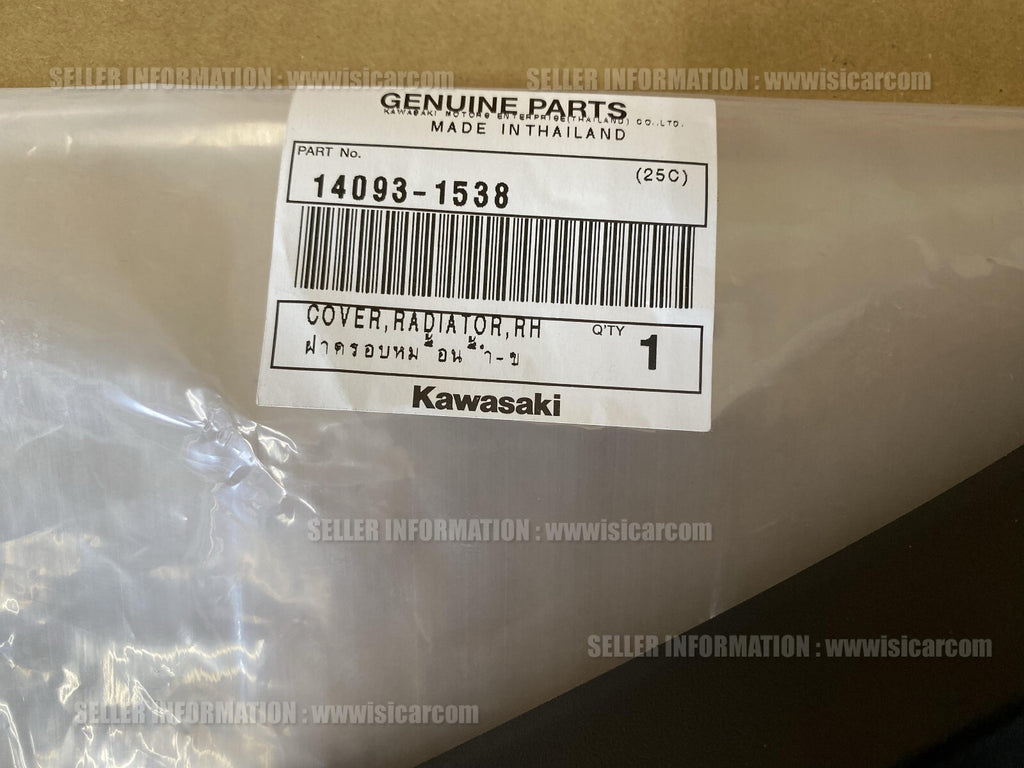 SELLER INFORMATION : wwwisicarcom SELLER INFORMATION : wwwisicarcom
GENUINE PARTS
KAWASAKI MOTORS ENTERPRISE(THAILAND) CO.,LTD.
MADE IN THAILAND
PART No.
(25C)
14093-1538
COVER,RADIATOR,RH
Q'TY
1
ฝาครอบหม้อน้ำ-ข
Kawasaki
SELLER INFORMATION : wwwisicarcom
SELLER INFORMATION : wwwisicarcom
SELLER INFORMATION : wwwisicarcom